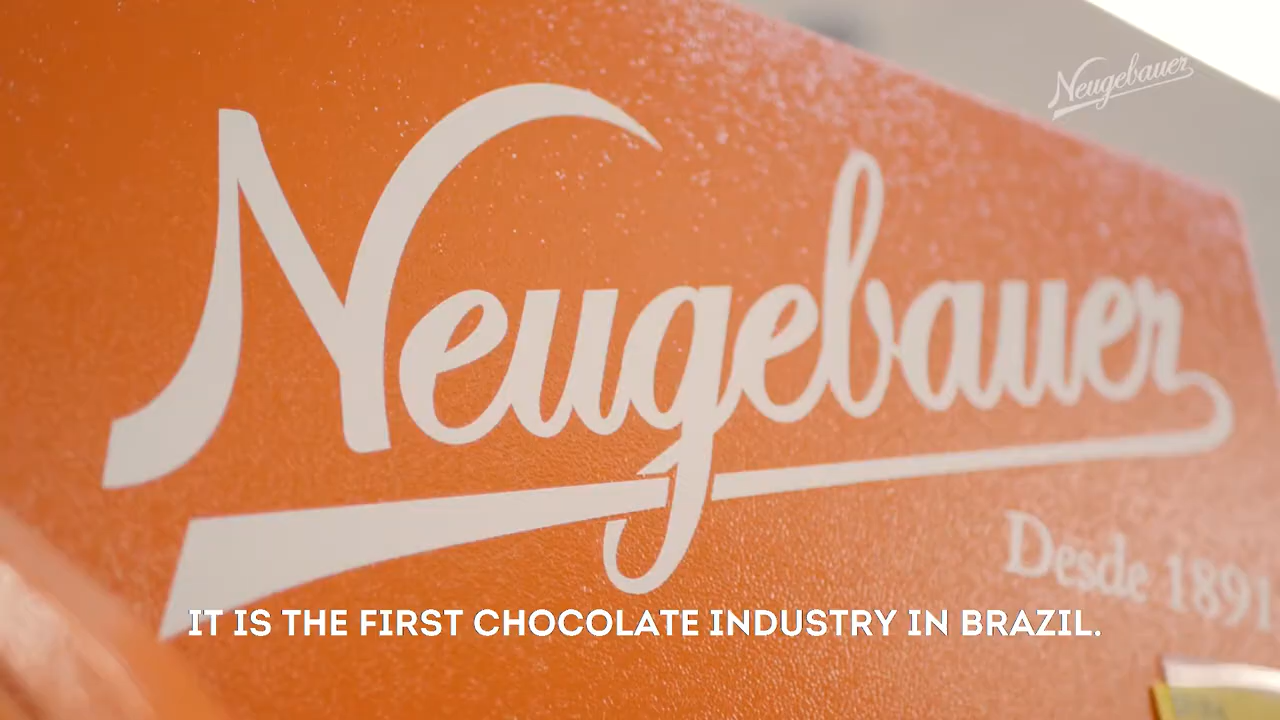 Neugebauer
Neugebauer
Desde 1891
IT IS THE FIRST CHOCOLATE INDUSTRY IN BRAZIL.